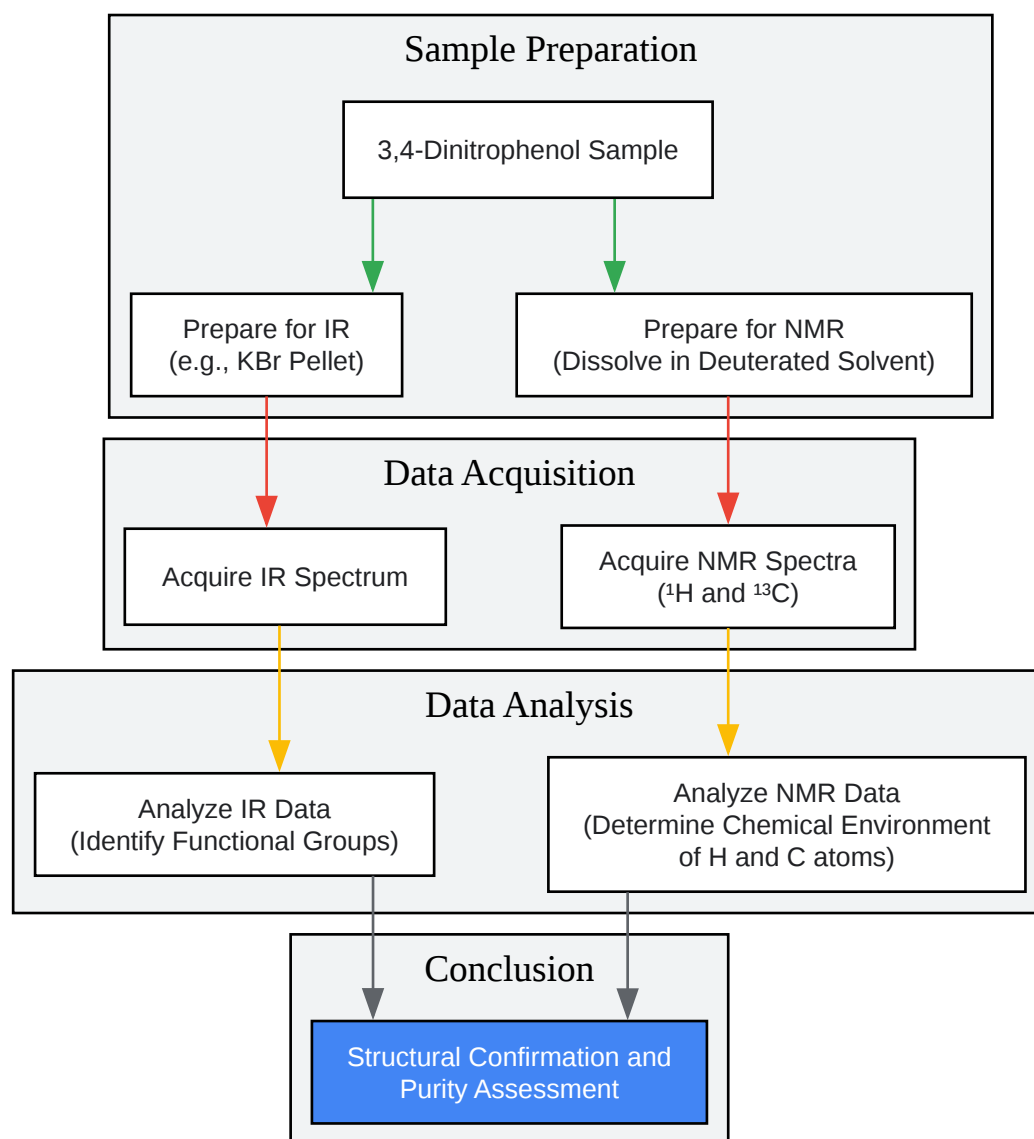 Sample Preparation
3,4-Dinitrophenol Sample
Prepare for IR
(e.g., KBr Pellet)
Prepare for NMR
(Dissolve in Deuterated Solvent)
Data Acquisition
Acquire IR Spectrum
Acquire NMR Spectra
(¹H and ¹³C)
Data Analysis
Analyze IR Data
(Identify Functional Groups)
Analyze NMR Data
(Determine Chemical Environment
of H and C atoms)
Conclusion
Structural Confirmation and
Purity Assessment